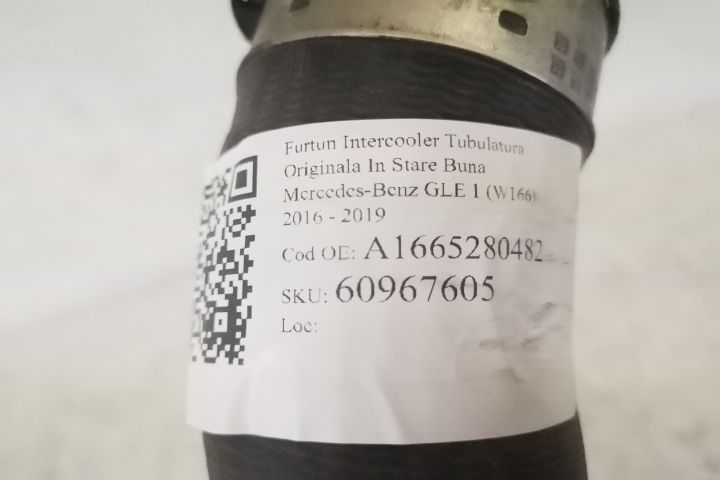 Furtun Intercooler Tubulatura
Originala In Stare Buna
Mercedes-Benz GLE 1 (W166)
2016 - 2019
Cod OE: A1665280482
SKU: 60967605
Loc: